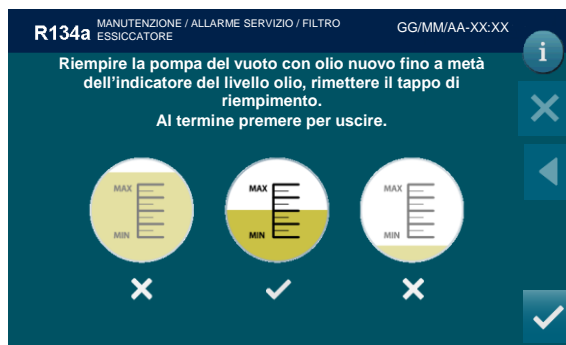 R134a
MANUTENZIONE / ALLARME SERVIZIO / FILTRO
ESSICCATORE
GG/MM/AA-XX:XX
i
Riempire la pompa del vuoto con olio nuovo fino a metà
dell'indicatore del livello olio, rimettere il tappo di
riempimento.
Al termine premere per uscire.
MAX
MIN
MAX
MIN
MAX
MIN